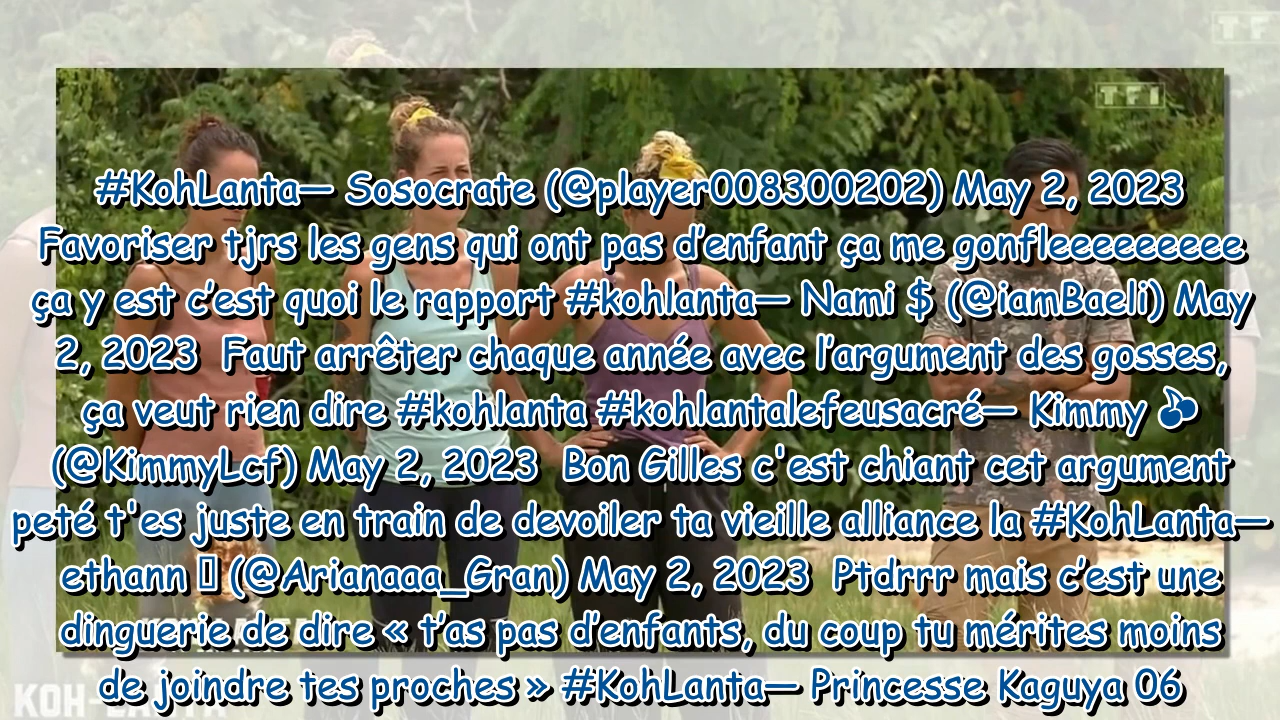 TF1
#KohLanta— Sosocrate (@player008300202) May 2, 2023
Favoriser tjrs les gens qui ont pas d’enfant ça me gonfleeeeeeeee
ça y est c’est quoi le rapport #kohlanta— Nami $ (@iamBaeli) May
2, 2023 Faut arrêter chaque année avec l’argument des gosses,
ça veut rien dire #kohlanta #kohlantalefeusacré— Kimmy 🍒
(@KimmyLcf) May 2, 2023 Bon Gilles c'est chiant cet argument
peté t'es juste en train de devoiler ta vieille alliance la #KohLanta—
ethann (@Arianaaa_Gran) May 2, 2023 Ptdrrr mais c’est une
dinguerie de dire « t’as pas d’enfants, du coup tu mérites moins
de joindre tes proches » #KohLanta— Princesse Kaguya 06
KOH-LANTA